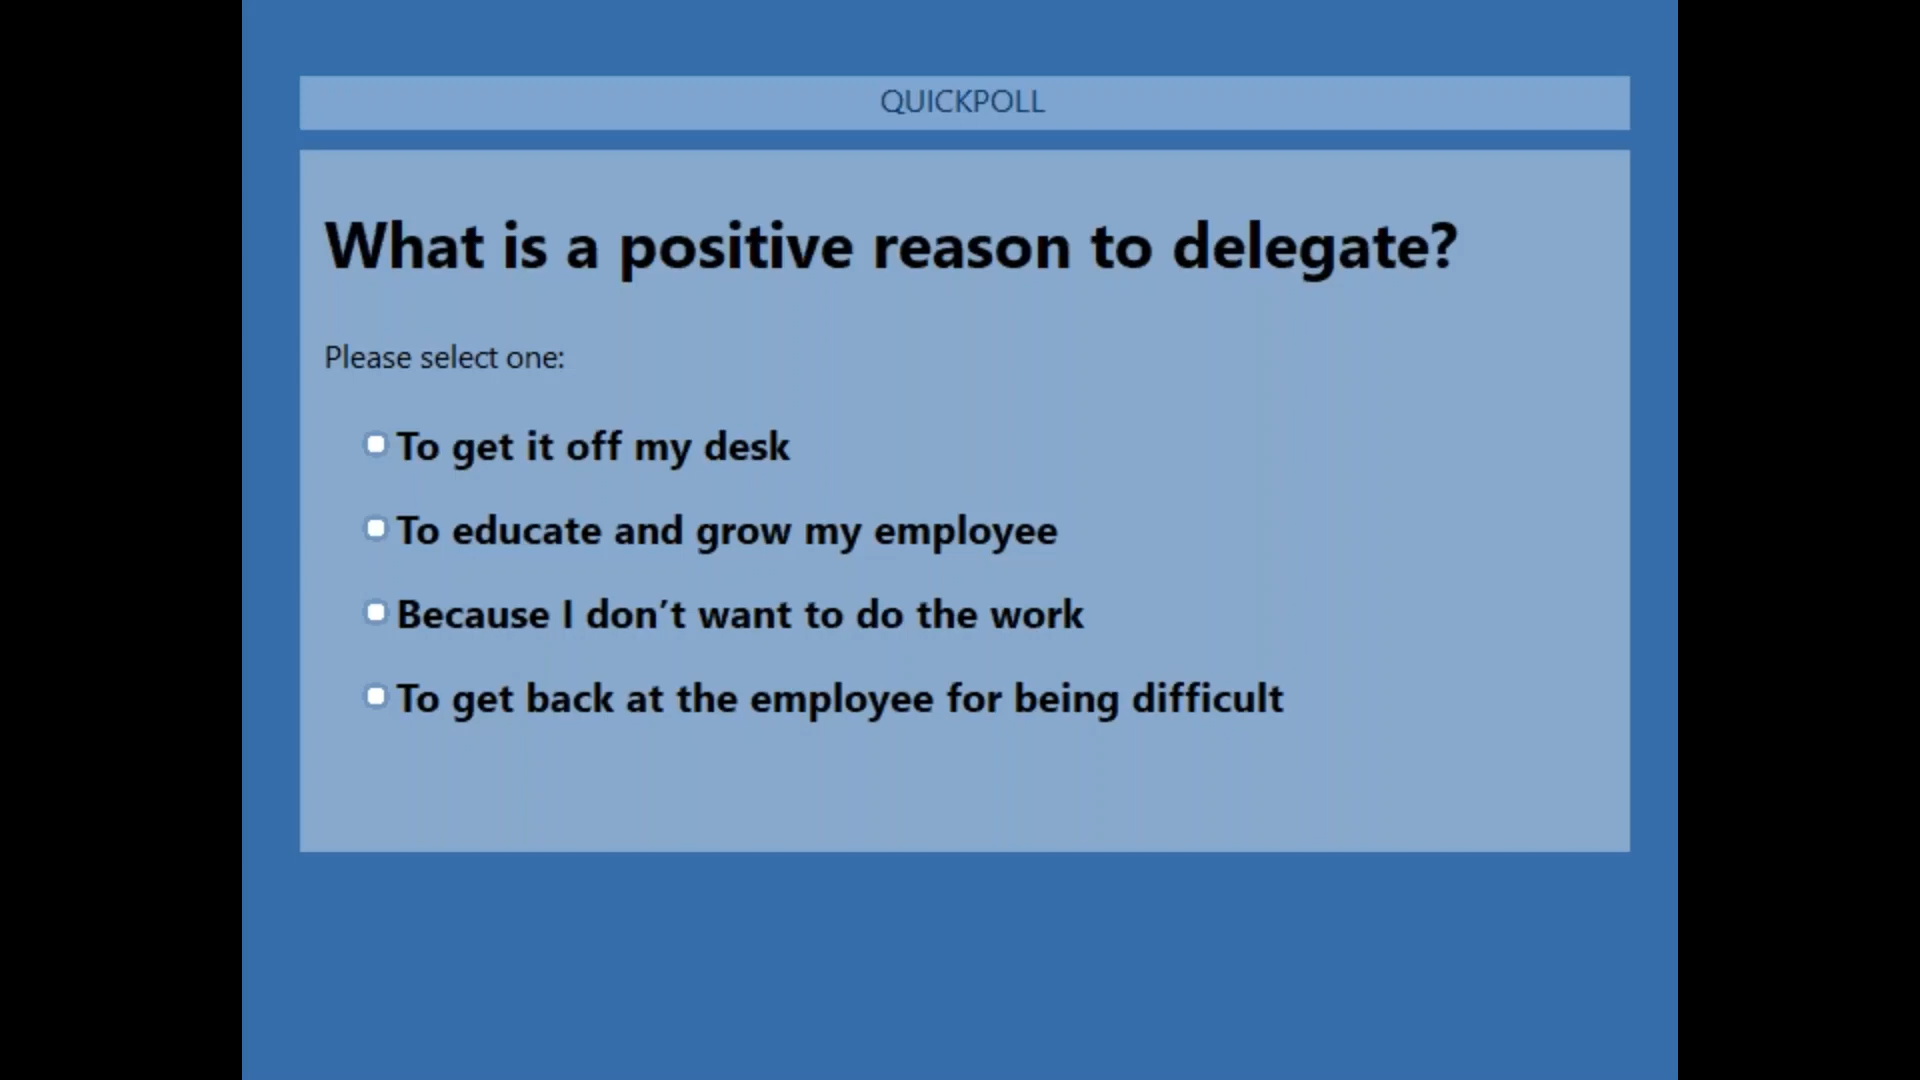 QUICKPOLL
What is a positive reason to delegate?
Please select one:
To get it off my desk
To educate and grow my employee
Because I don’t want to do the work
To get back at the employee for being difficult